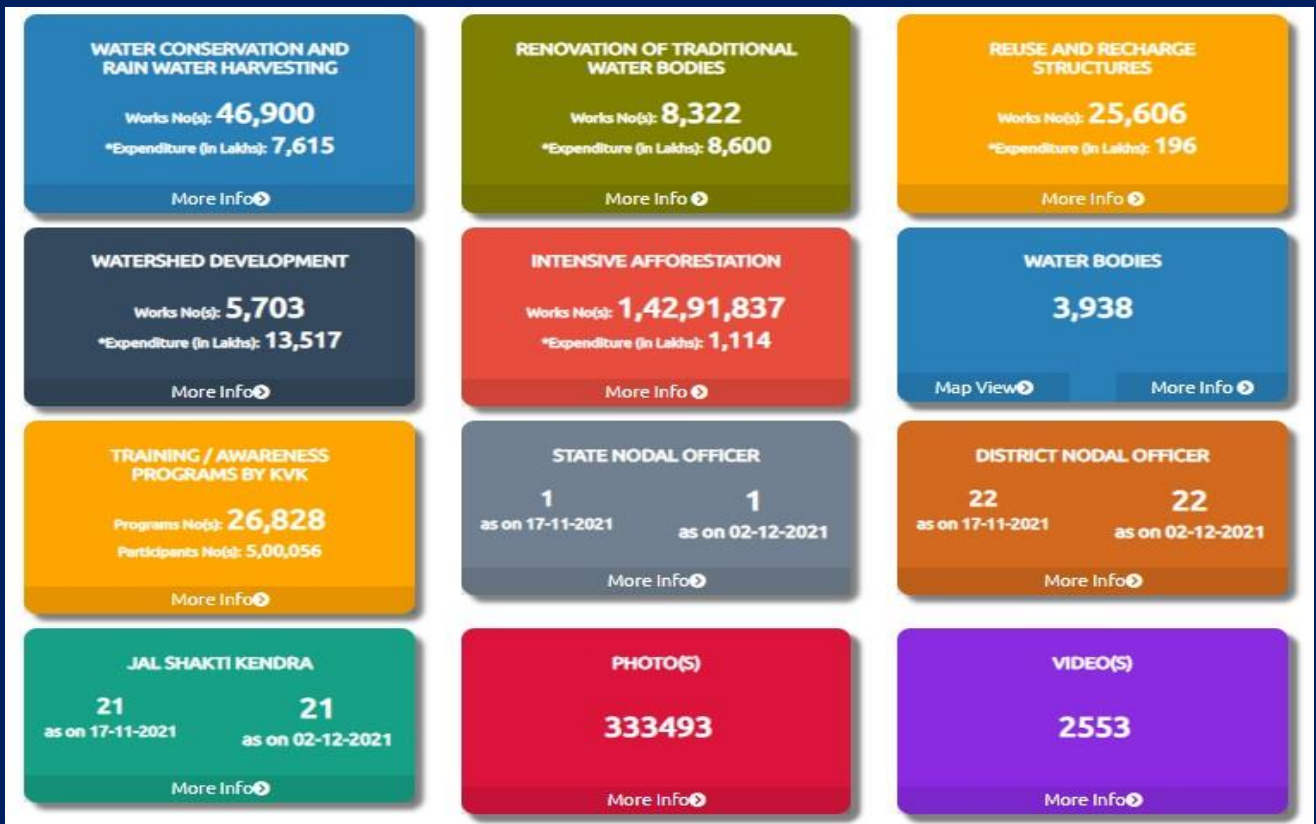 WATER CONSERVATION AND
RAIN WATER HARVESTING
Works No(s): 46,900
*Expenditure (in Lakhs): 7,615
More Info
RENOVATION OF TRADITIONAL
WATER BODIES
Works No(s): 8,322
*Expenditure (in Lakhs): 8,600
More Info
REUSE AND RECHARGE
STRUCTURES
Works No(s): 25,606
*Expenditure (in Lakhs): 196
More Info
WATERSHED DEVELOPMENT
Works No(s): 5,703
*Expenditure (in Lakhs): 13,517
More Info
INTENSIVE AFFORESTATION
Works No(s): 1,42,91,837
*Expenditure (in Lakhs): 1,114
More Info
WATER BODIES
3,938
Map View More Info
TRAINING / AWARENESS
PROGRAMS BY KVK
Programs No(s): 26,828
Participants No(s): 5,00,056
More Info
STATE NODAL OFFICER
1 1
as on 17-11-2021 as on 02-12-2021
More Info
DISTRICT NODAL OFFICER
22 22
as on 17-11-2021 as on 02-12-2021
More Info
JAL SHAKTI KENDRA
21 21
as on 17-11-2021 as on 02-12-2021
More Info
PHOTO(S)
333493
More Info
VIDEO(S)
2553
More Info